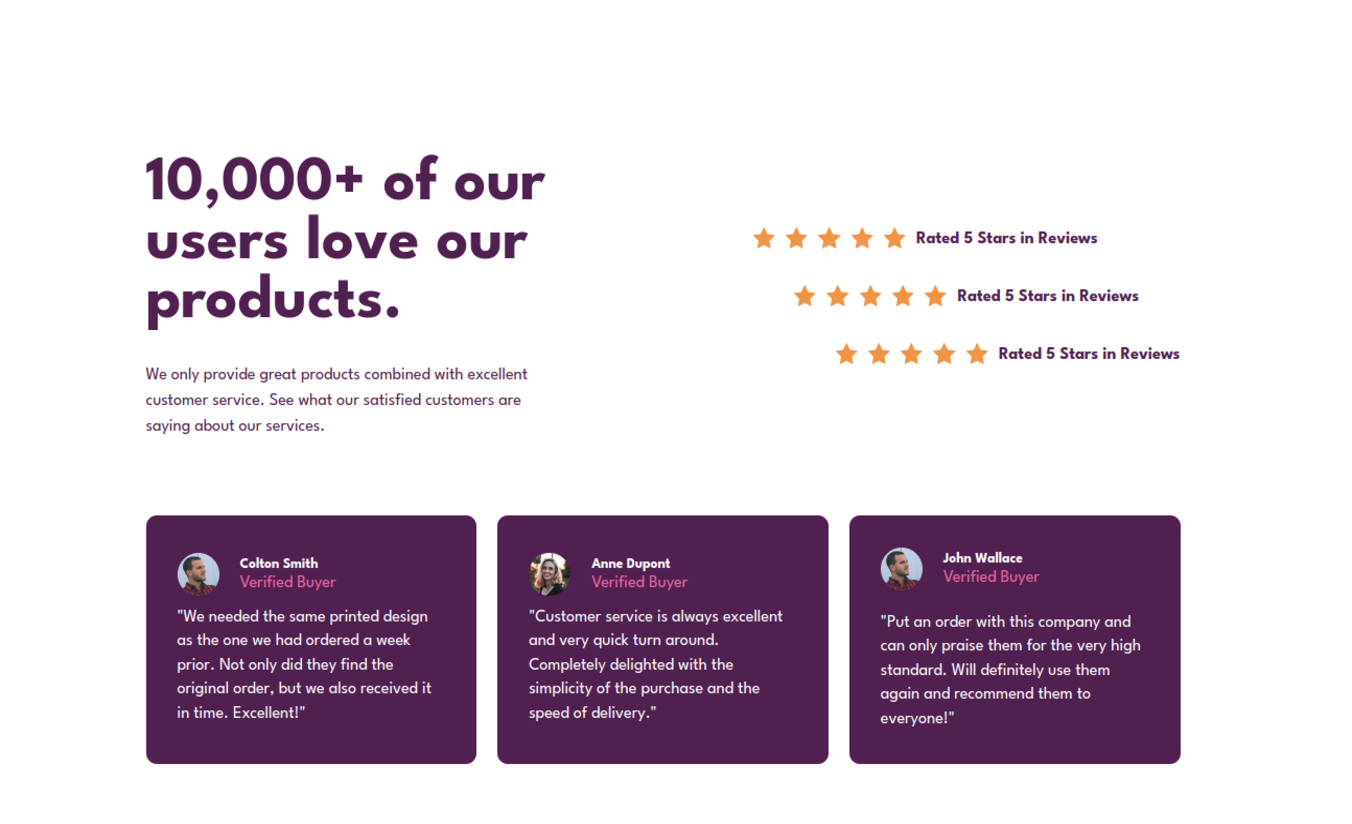 10,000+ of our
users love our
products.
We only provide great products combined with excellent
customer service. See what our satisfied customers are
saying about our services.
Rated 5 Stars in Reviews
Rated 5 Stars in Reviews
Rated 5 Stars in Reviews
Colton Smith
Verified Buyer
"We needed the same printed design
as the one we had ordered a week
prior. Not only did they find the
original order, but we also received it
in time. Excellent!"
Anne Dupont
Verified Buyer
"Customer service is always excellent
and very quick turn around.
Completely delighted with the
simplicity of the purchase and the
speed of delivery."
John Wallace
Verified Buyer
"Put an order with this company and
can only praise them for the very high
standard. Will definitely use them
again and recommend them to
everyone!"